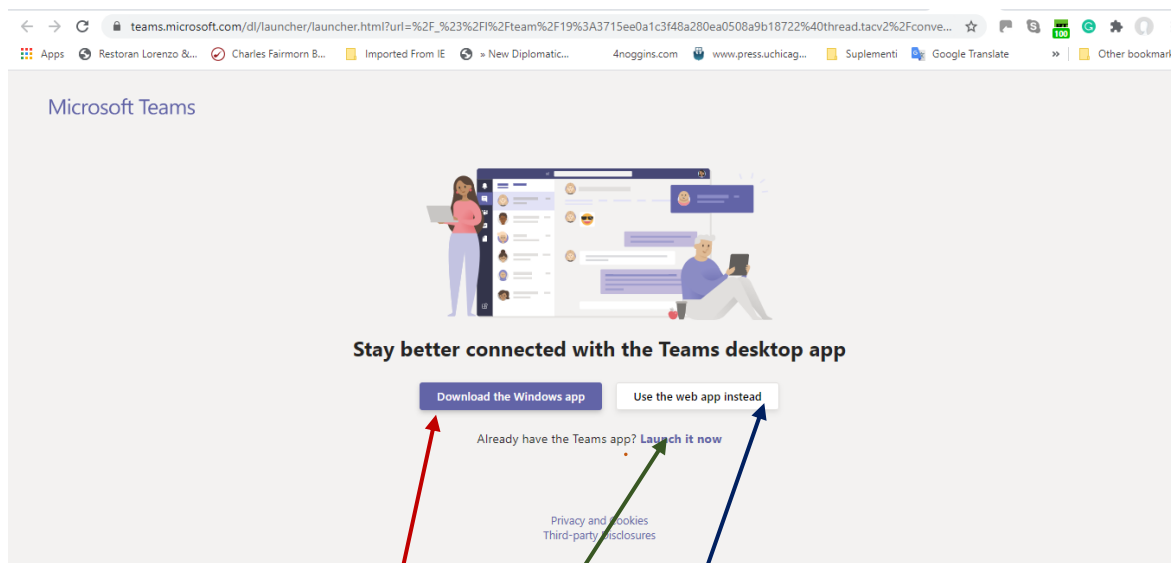 teams.microsoft.com/dl/launcher/launcher.html?url=%2F_%23%2Fl%2Fteam%2F19%3A3715ee0a1c3f48a280ea0508a9b18722%40thread.tacv2%2Fconve...
100
Apps Restoran Lorenzo &... Charles Fairmorn B... Imported From IE » New Diplomatic... 4noggins.com www.press.uchicag... Suplementi Google Translate » Other bookmark
Microsoft Teams
Stay better connected with the Teams desktop app
Download the Windows app Use the web app instead
Already have the Teams app? Launch it now
Privacy and Cookies
Third-party Disclosures